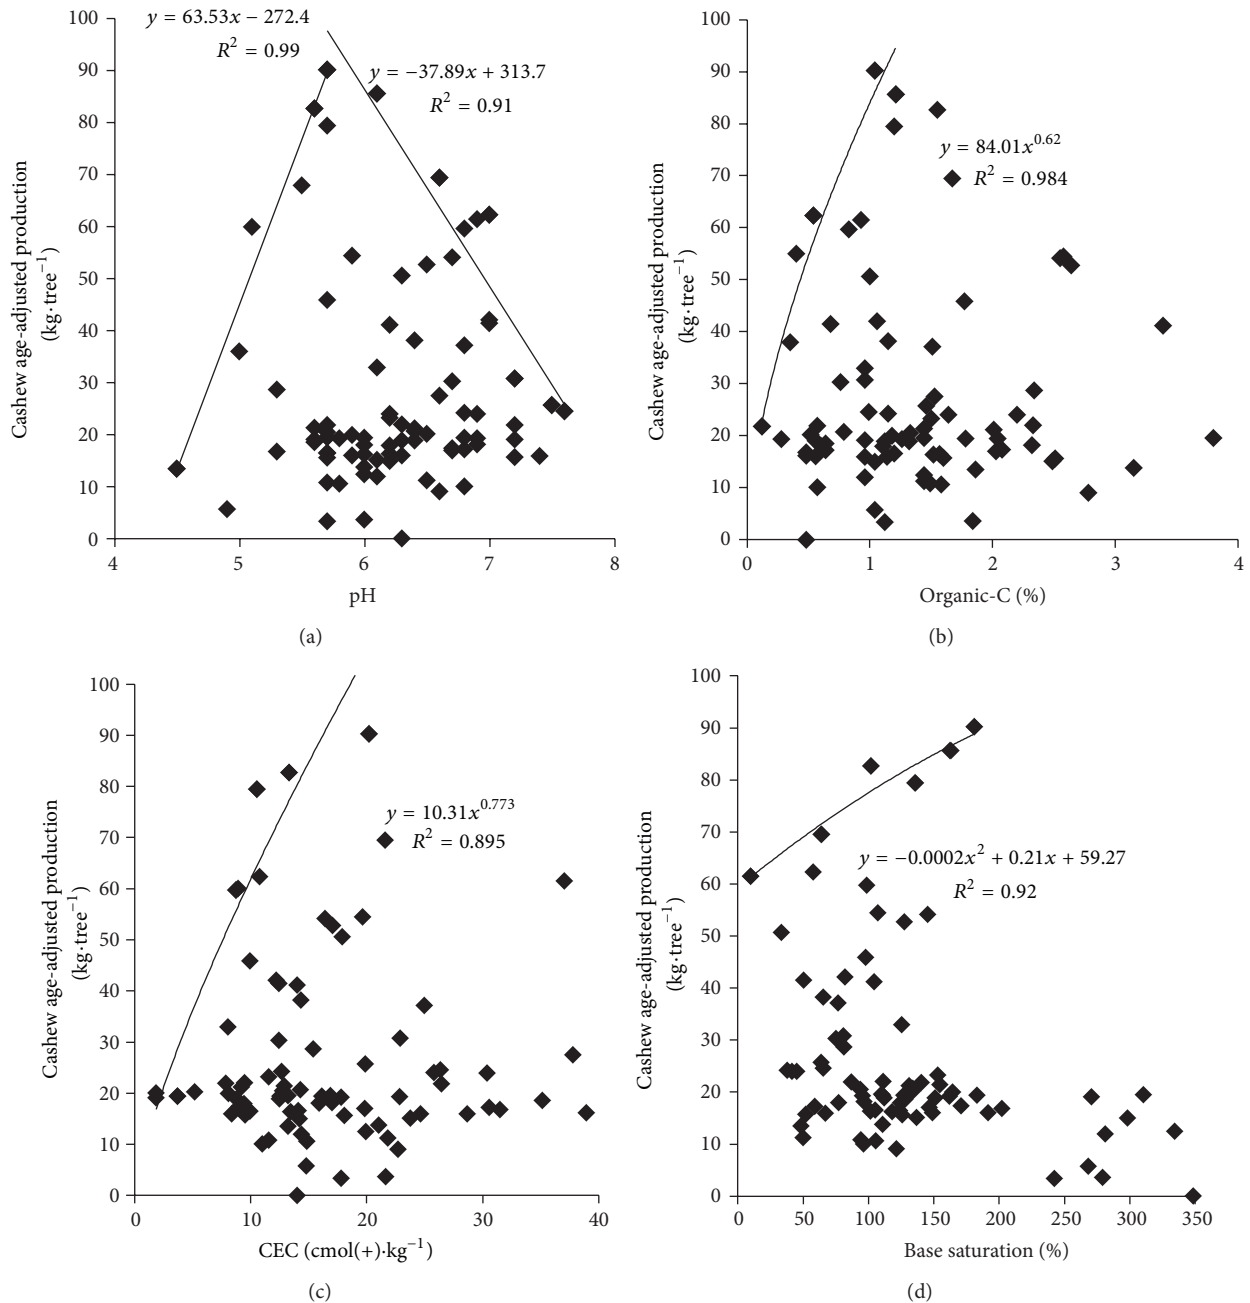 y = 63.53x − 272.4
R² = 0.99
y = −37.89x + 313.7
R² = 0.91
Cashew age-adjusted production
(kg·tree⁻¹)
100
90
80
70
60
50
40
30
20
10
0
4 5 6 7 8
pH
(a)
y = 84.01x^0.62
R² = 0.984
Cashew age-adjusted production
(kg·tree⁻¹)
100
90
80
70
60
50
40
30
20
10
0
0 1 2 3 4
Organic-C (%)
(b)
y = 10.31x^0.773
R² = 0.895
Cashew age-adjusted production
(kg·tree⁻¹)
100
90
80
70
60
50
40
30
20
10
0
0 10 20 30 40
CEC (cmol(+)·kg⁻¹)
(c)
y = −0.0002x² + 0.21x + 59.27
R² = 0.92
Cashew age-adjusted production
(kg·tree⁻¹)
100
90
80
70
60
50
40
30
20
10
0
0 50 100 150 200 250 300 350
Base saturation (%)
(d)